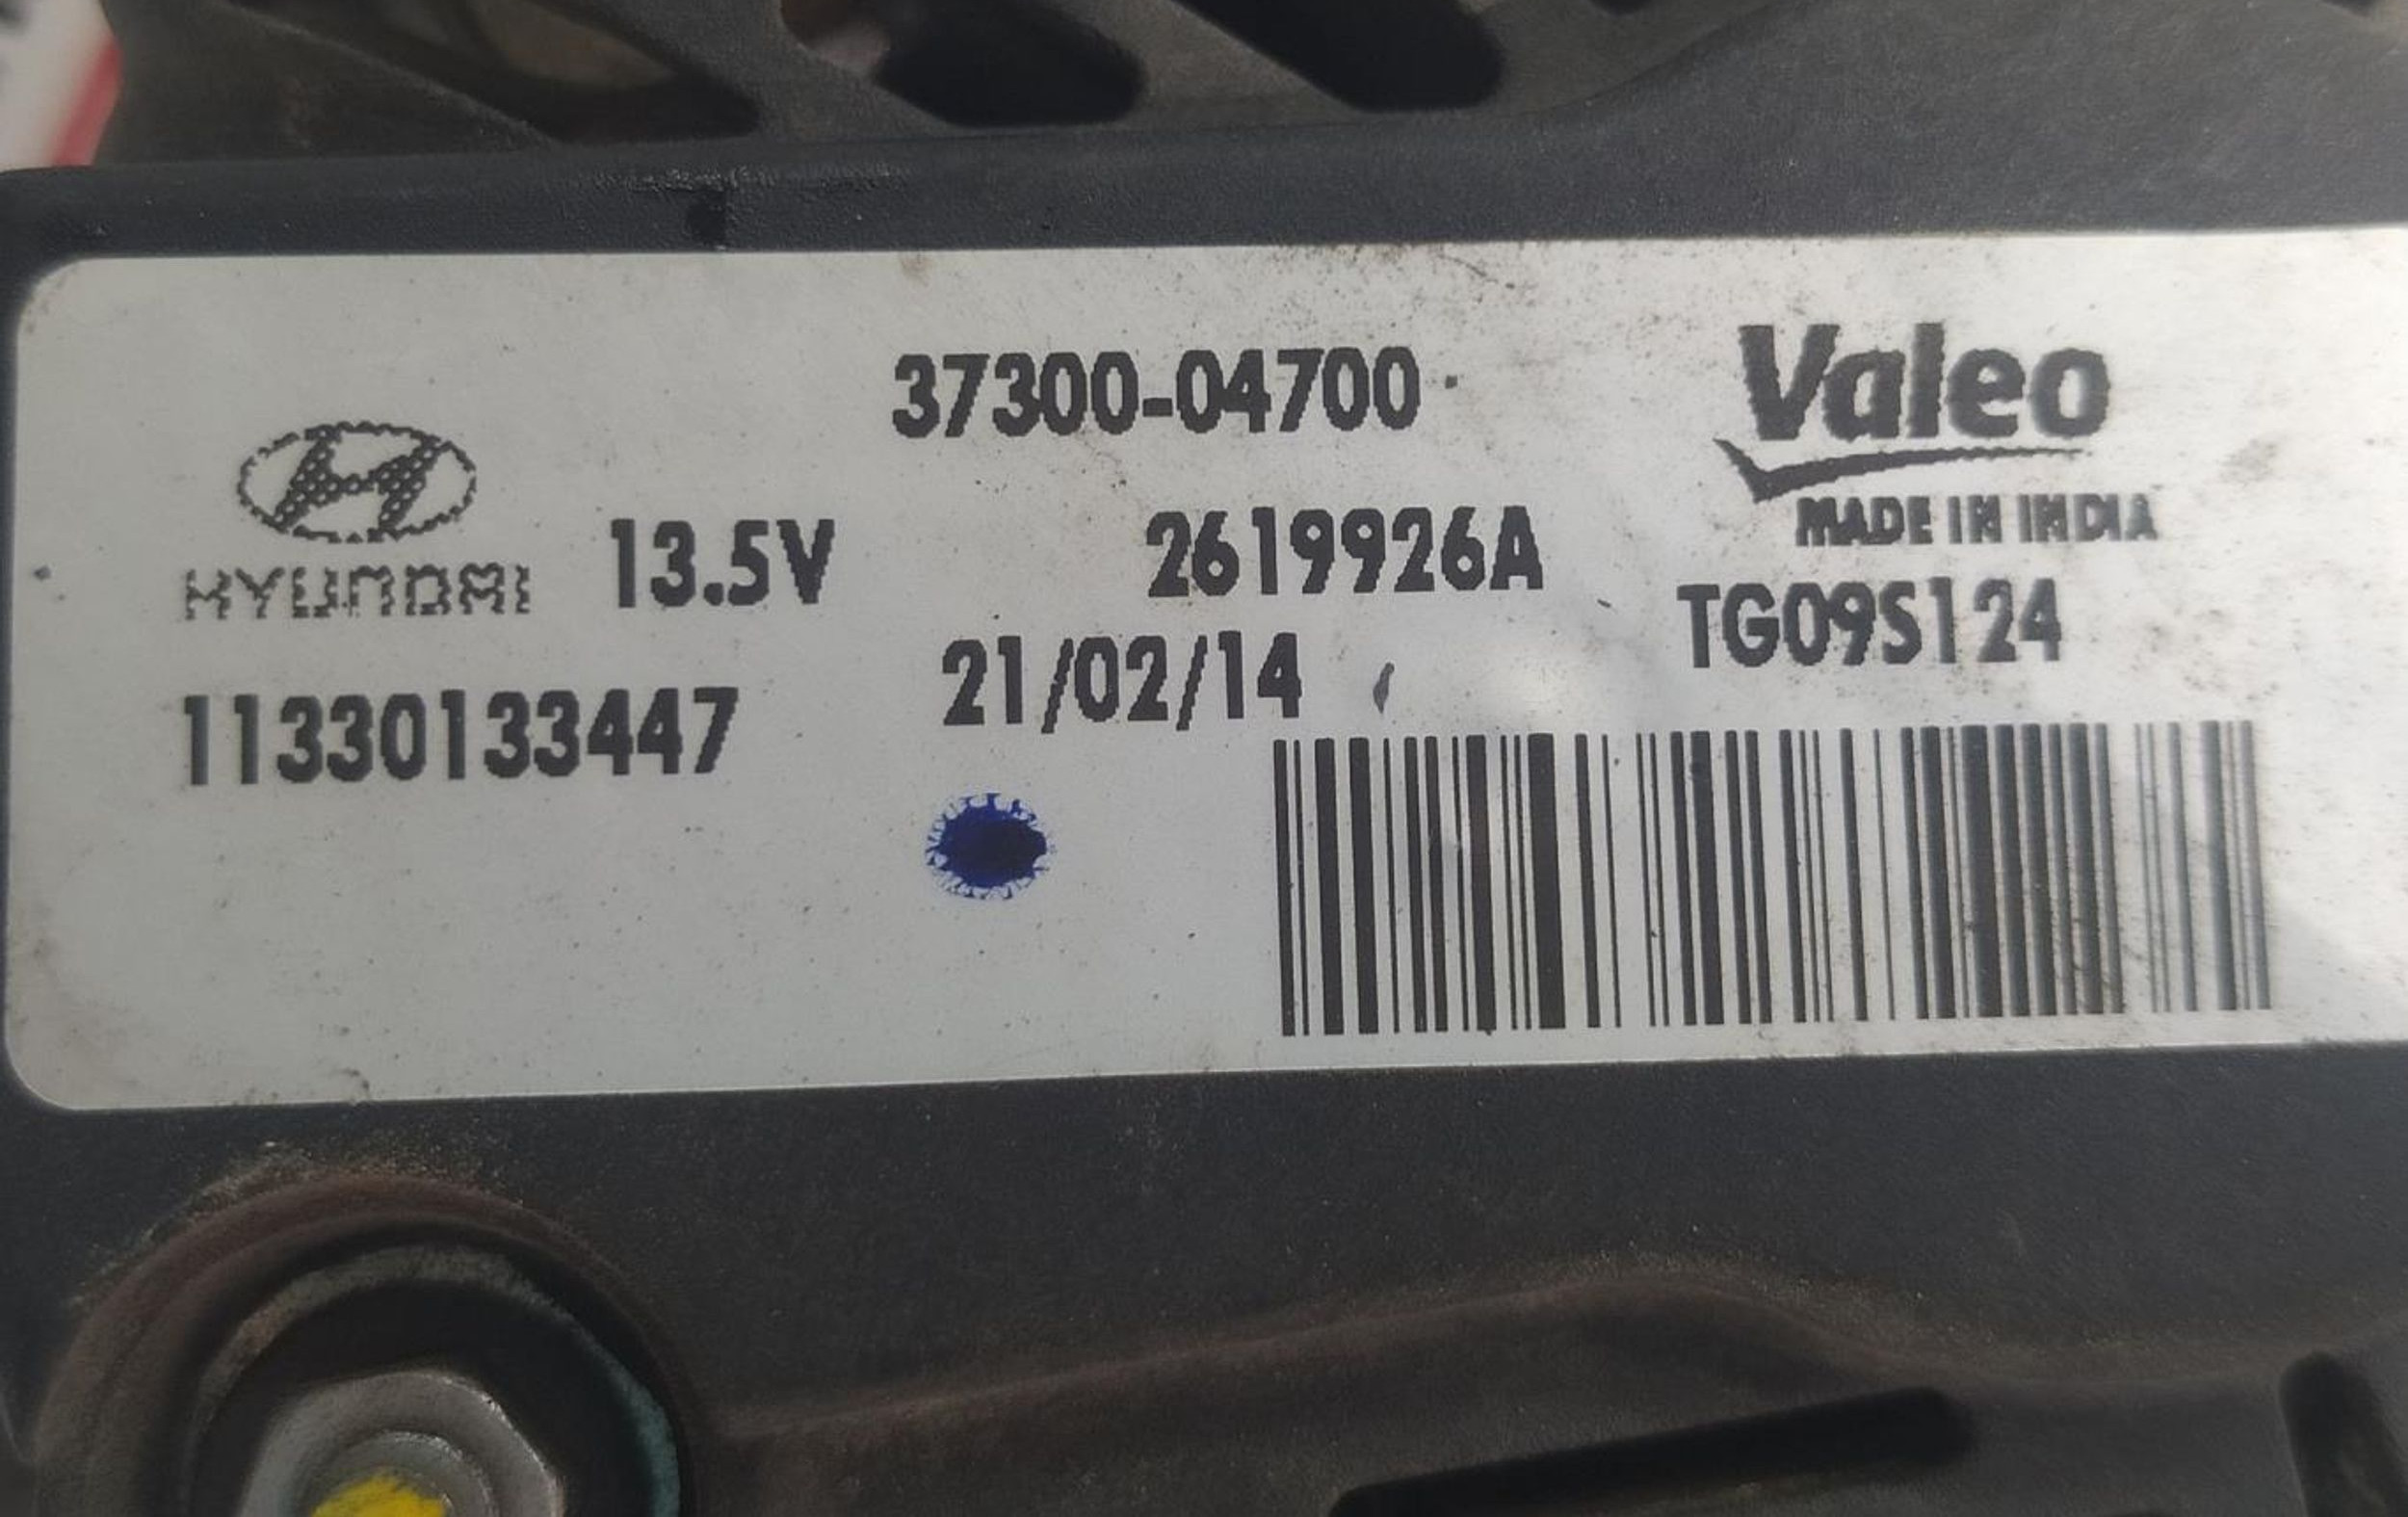 37300-04700
Valeo
MADE IN INDIA
HYUNDAI
13.5V
2619926A
TG09S124
21/02/14
11330133447